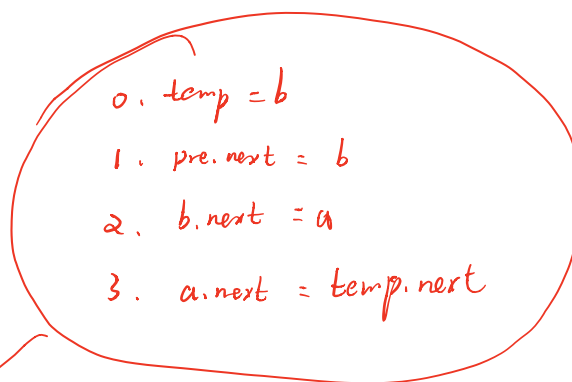 0. temp = b
1. pre.next = b
2. b.next = a
3. a.next = temp.next